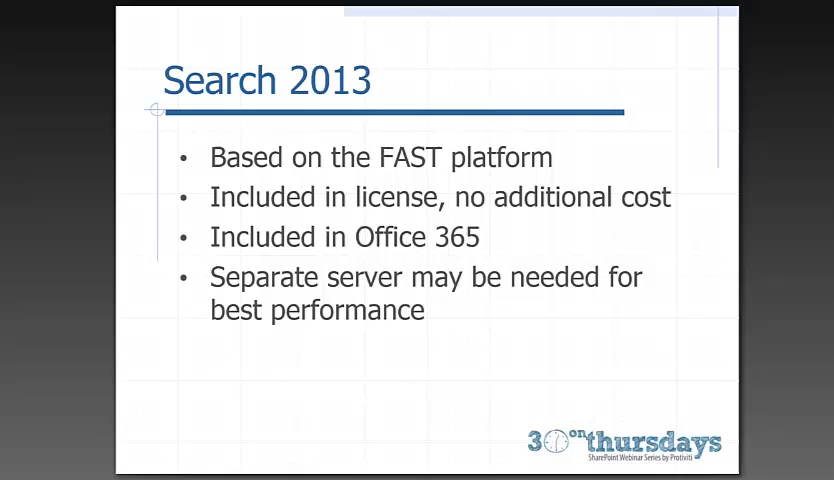 Search 2013
• Based on the FAST platform
• Included in license, no additional cost
• Included in Office 365
• Separate server may be needed for
best performance
30 on thursdays
SharePoint Webinar Series by Protiviti